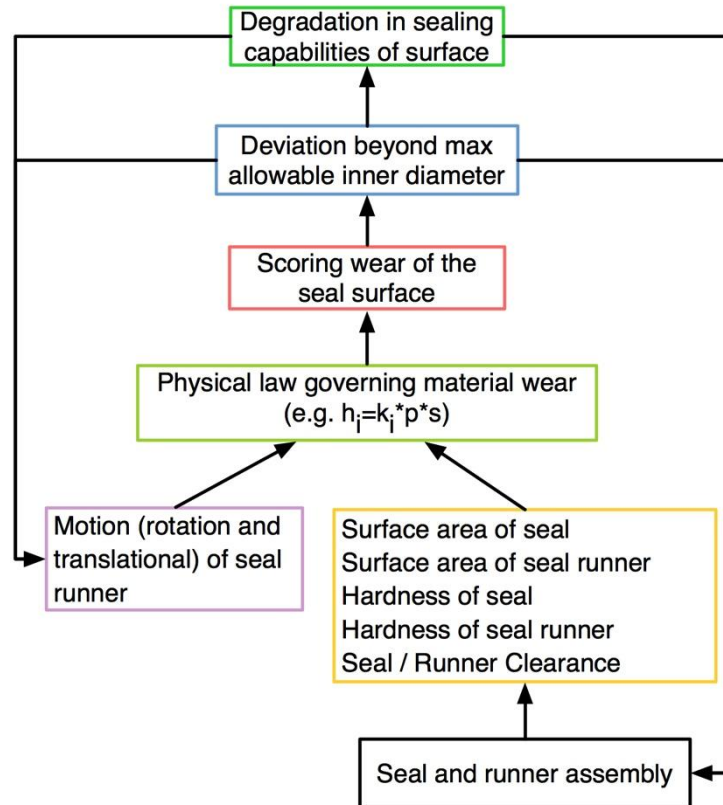 Degradation in sealing
capabilities of surface
Deviation beyond max
allowable inner diameter
Scoring wear of the
seal surface
Physical law governing material wear
(e.g. hi=ki*p*s)
Motion (rotation and
translational) of seal
runner
Surface area of seal
Surface area of seal runner
Hardness of seal
Hardness of seal runner
Seal / Runner Clearance
Seal and runner assembly